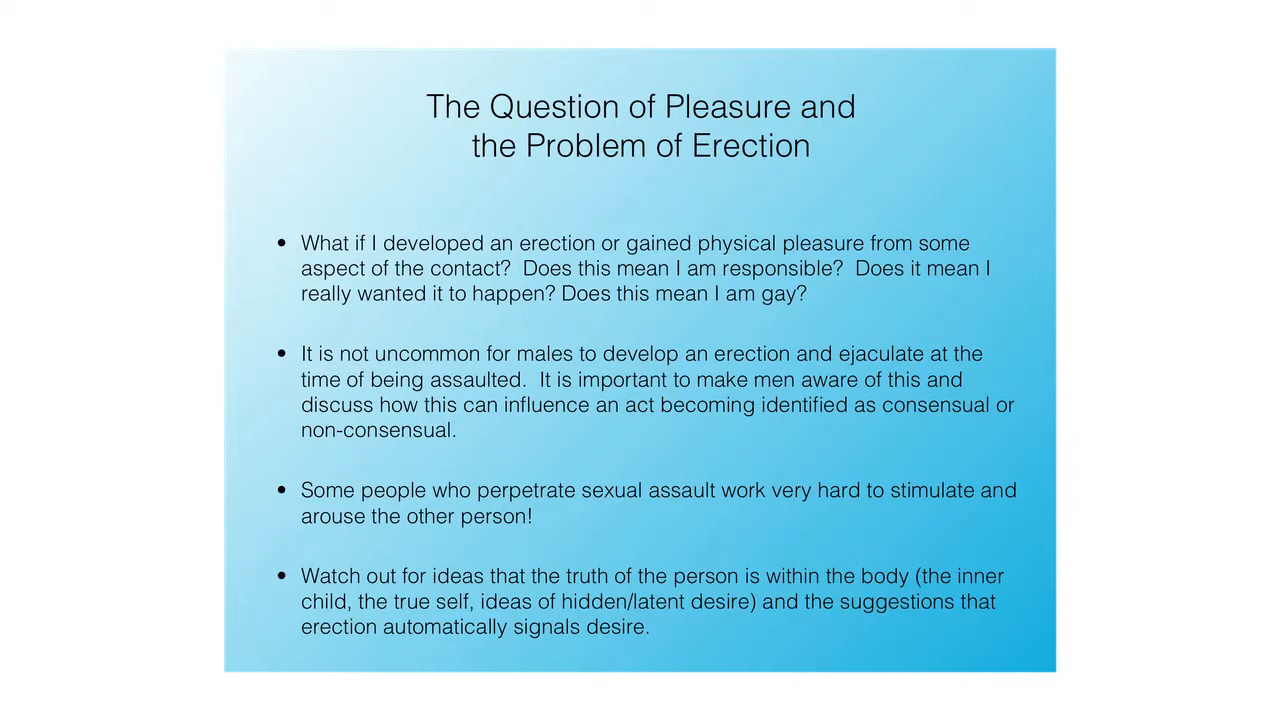 The Question of Pleasure and
the Problem of Erection
• What if I developed an erection or gained physical pleasure from some
aspect of the contact?  Does this mean I am responsible?  Does it mean I
really wanted it to happen? Does this mean I am gay?
• It is not uncommon for males to develop an erection and ejaculate at the
time of being assaulted.  It is important to make men aware of this and
discuss how this can influence an act becoming identified as consensual or
non-consensual.
• Some people who perpetrate sexual assault work very hard to stimulate and
arouse the other person!
• Watch out for ideas that the truth of the person is within the body (the inner
child, the true self, ideas of hidden/latent desire) and the suggestions that
erection automatically signals desire.